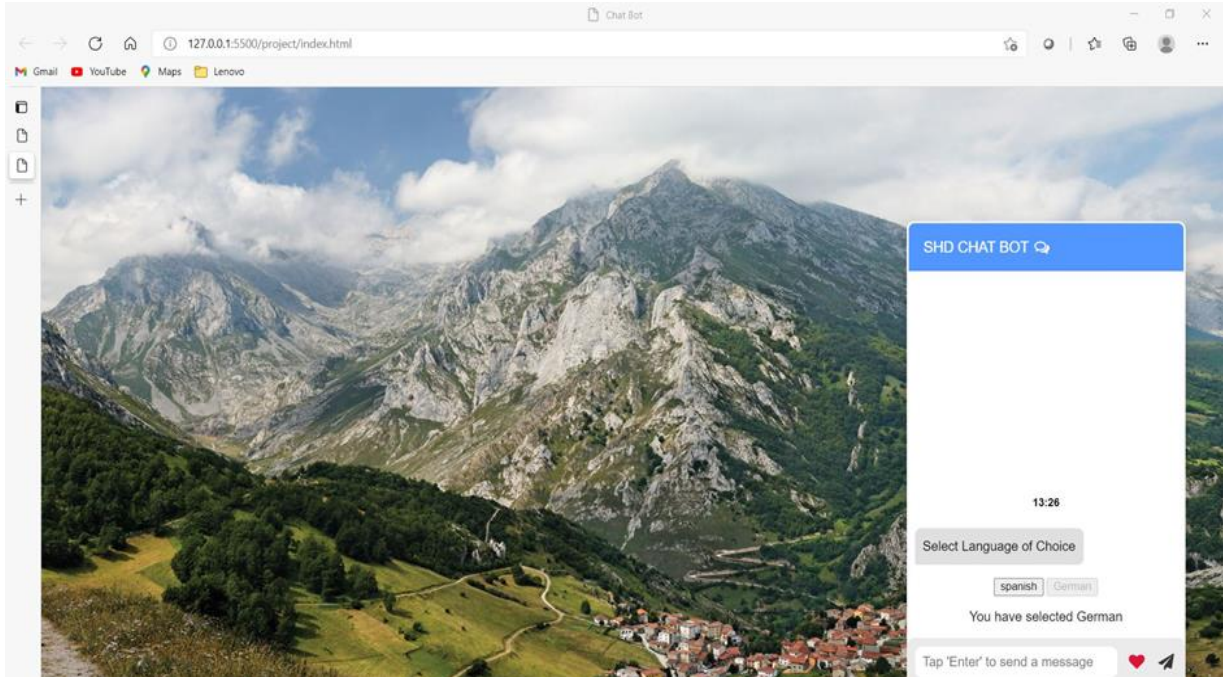 Chat Bot
127.0.0.1:5500/project/index.html
Gmail YouTube Maps Lenovo
SHD CHAT BOT
13:26
Select Language of Choice
spanish German
You have selected German
Tap 'Enter' to send a message